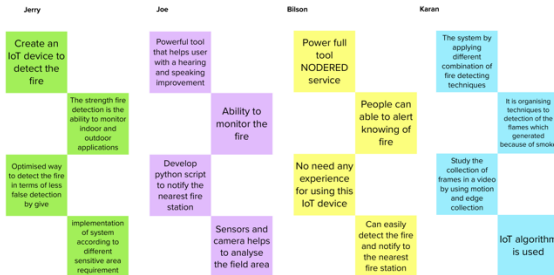 Jerry
Joe
Bilson
Karan
Create an
IoT device to
detect the
fire
The strength fire
detection is the
ability to monitor
indoor and
outdoor
applications
Optimised way
to detect the fire
in terms of less
false detection
by give
implementation
of system
according to
different
sensitive area
requirement
Powerful tool
that helps user
with a hearing
and speaking
improvement
Ability to
monitor the
fire
Develop
python script
to notify the
nearest fire
station
Sensors and
camera helps
to analyse
the field area
Power full
tool
NODERED
service
People can
able to alert
knowing of
fire
No need any
experience
for using this
IoT device
Can easily
detect the fire
and notify to
the nearest
fire station
The system by
applying
different
combination of
fire detecting
techniques
It is organising
techniques to
detection of the
flames which
generated
because of smoke
Study the
collection of
frames in a video
by using motion
and edge
collection
IoT algorithm
is used